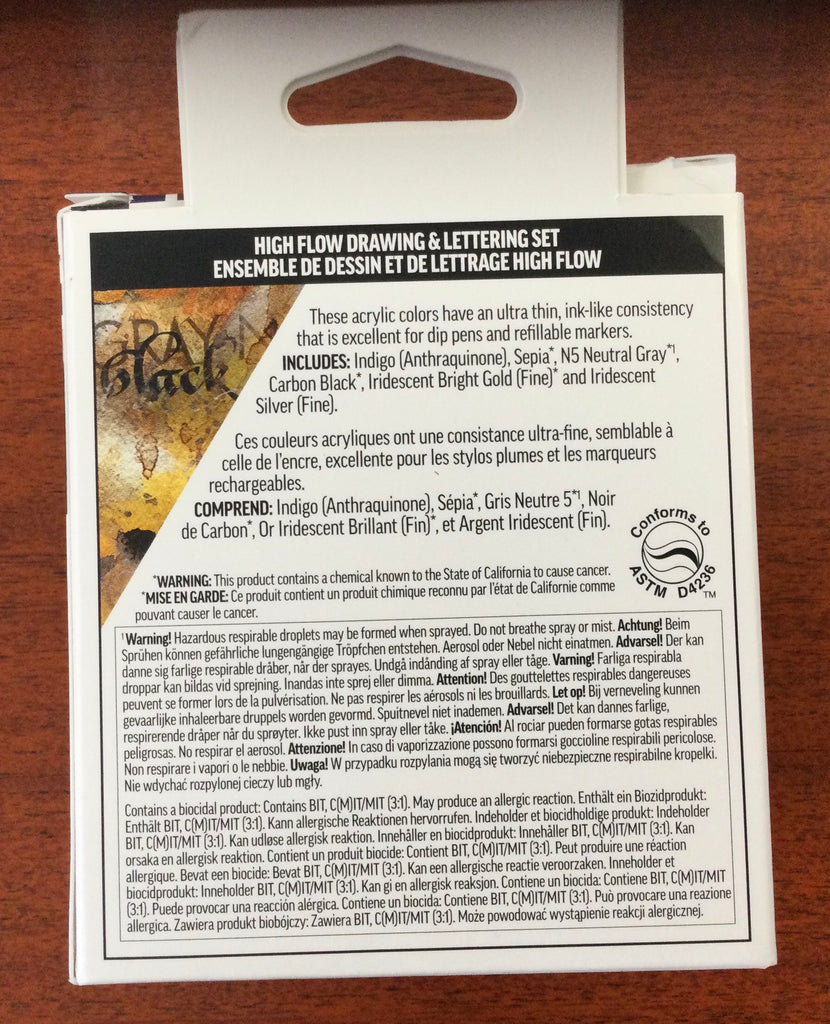 HIGH FLOW DRAWING & LETTERING SET
ENSEMBLE DE DESSIN ET DE LETTRAGE HIGH FLOW
GRAY N
black
These acrylic colors have an ultra thin, ink-like consistency
that is excellent for dip pens and refillable markers.
INCLUDES: Indigo (Anthraquinone), Sepia*, N5 Neutral Gray*¹,
Carbon Black*, Iridescent Bright Gold (Fine)* and Iridescent
Silver (Fine).
Ces couleurs acryliques ont une consistance ultra-fine, semblable à
celle de l'encre, excellente pour les stylos plumes et les marqueurs
rechargeables.
COMPREND: Indigo (Anthraquinone), Sépia*, Gris Neutre 5*¹, Noir
de Carbon*, Or Iridescent Brillant (Fin)*, et Argent Iridescent (Fin).
Conforms to
ASTM D4236
TM
*WARNING: This product contains a chemical known to the State of California to cause cancer.
*MISE EN GARDE: Ce produit contient un produit chimique reconnu par l'état de Californie comme
pouvant causer le cancer.
¹Warning! Hazardous respirable droplets may be formed when sprayed. Do not breathe spray or mist. Achtung! Beim
Sprühen können gefährliche lungengängige Tröpfchen entstehen. Aerosol oder Nebel nicht einatmen. Advarsel! Der kan
danne sig farlige respirable dråber, når der sprayes. Undgå indånding af spray eller tåge. Varning! Farliga respirabla
droppar kan bildas vid sprejning. Inandas inte sprej eller dimma. Attention! Des gouttelettes respirables dangereuses
peuvent se former lors de la pulvérisation. Ne pas respirer les aérosols ni les brouillards. Let op! Bij verneveling kunnen
gevaarlijke inhaleerbare druppels worden gevormd. Spuitnevel niet inademen. Advarsel! Det kan dannes farlige,
respirerende dråper når du sprøyter. Ikke pust inn spray eller tåke. ¡Atención! Al rociar pueden formarse gotas respirables
peligrosas. No respirar el aerosol. Attenzione! In caso di vaporizzazione possono formarsi goccioline respirabili pericolose.
Non respirare i vapori o le nebbie. Uwaga! W przypadku rozpylania mogą się tworzyć niebezpieczne respirabilne kropelki.
Nie wdychać rozpylonej cieczy lub mgły.
Contains a biocidal product: Contains BIT, C(M)IT/MIT (3:1). May produce an allergic reaction. Enthält ein Biozidprodukt:
Enthält BIT, C(M)IT/MIT (3:1). Kann allergische Reaktionen hervorrufen. Indeholder et biocidholdige produkt: Indeholder
BIT, C(M)IT/MIT (3:1). Kan udløse allergisk reaktion. Innehåller en biocidprodukt: Innehåller BIT, C(M)IT/MIT (3:1). Kan
orsaka en allergisk reaktion. Contient un produit biocide: Contient BIT, C(M)IT/MIT (3:1). Peut produire une réaction
allergique. Bevat een biocide: Bevat BIT, C(M)IT/MIT (3:1). Kan een allergische reactie veroorzaken. Inneholder et
biocidprodukt: Inneholder BIT, C(M)IT/MIT (3:1). Kan gi en allergisk reaksjon. Contiene un biocida: Contiene BIT, C(M)IT/MIT
(3:1). Puede provocar una reacción alérgica. Contiene un biocida: Contiene BIT, C(M)IT/MIT (3:1). Può provocare una reazione
allergica. Zawiera produkt biobójczy: Zawiera BIT, C(M)IT/MIT (3:1). Może powodować wystąpienie reakcji alergicznej.